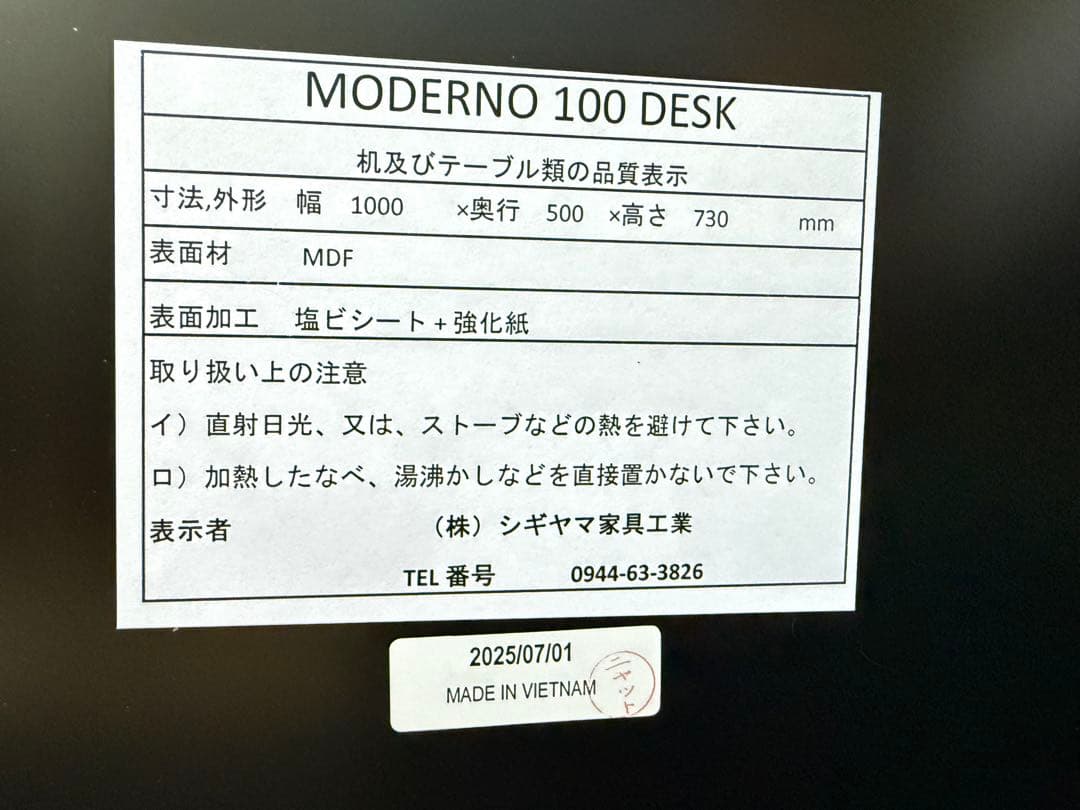 MODERNO 100 DESK
机及びテーブル類の品質表示
寸法,外形 幅 1000 ×奥行 500 ×高さ 730 mm
表面材 MDF
表面加工 塩ビシート+強化紙
取り扱い上の注意
イ）直射日光、又は、ストーブなどの熱を避けて下さい。
ロ）加熱したなべ、湯沸かしなどを直接置かないで下さい。
表示者 （株）シギヤマ家具工業
TEL 番号 0944-63-3826
2025/07/01
MADE IN VIETNAM
ニャット